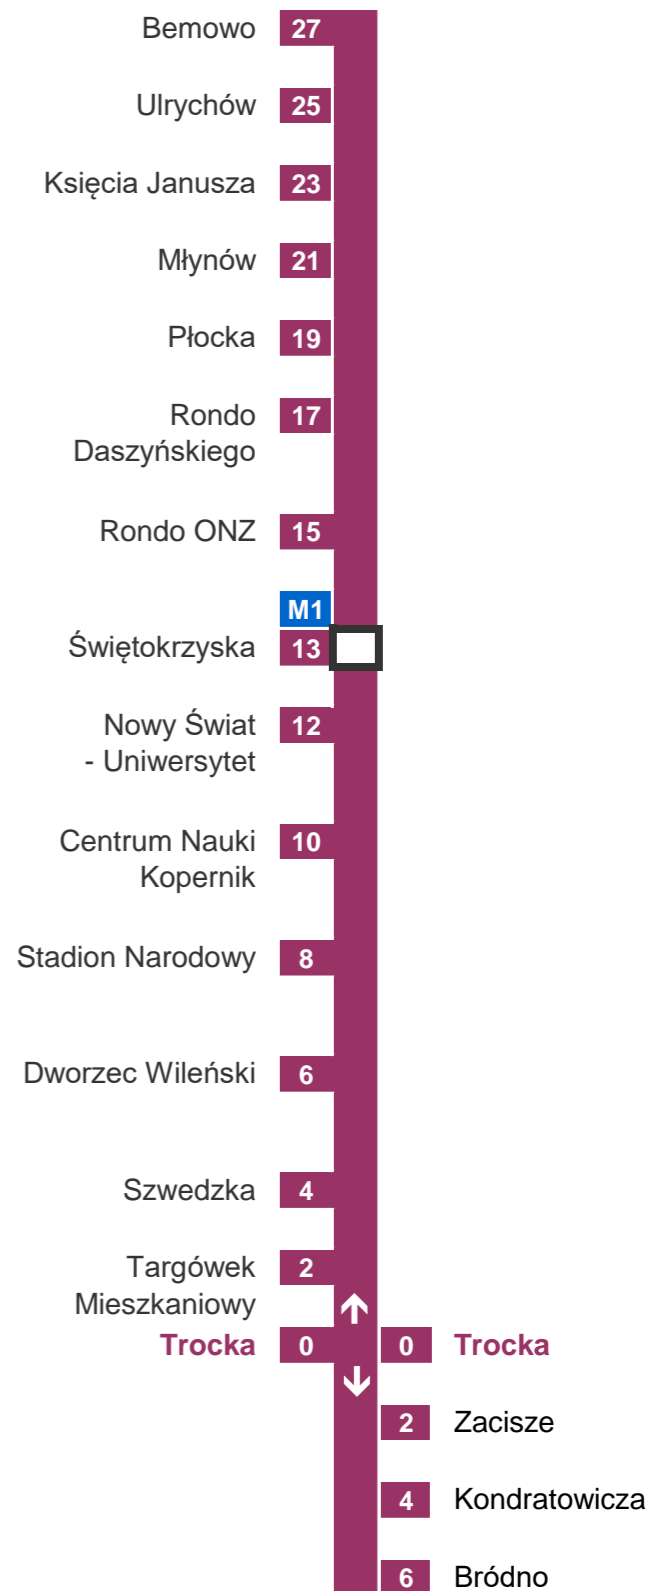 Bemowo 27
Ulrychów 25
Księcia Janusza 23
Młynów 21
Płocka 19
Rondo 17
Daszyńskiego
Rondo ONZ 15
M1
Świętokrzyska 13
Nowy Świat 12
- Uniwersytet
Centrum Nauki 10
Kopernik
Stadion Narodowy 8
Dworzec Wileński 6
Szwedzka 4
Targówek 2
Mieszkaniowy
Trocka 0 0 Trocka
2 Zacisze
4 Kondratowicza
6 Bródno